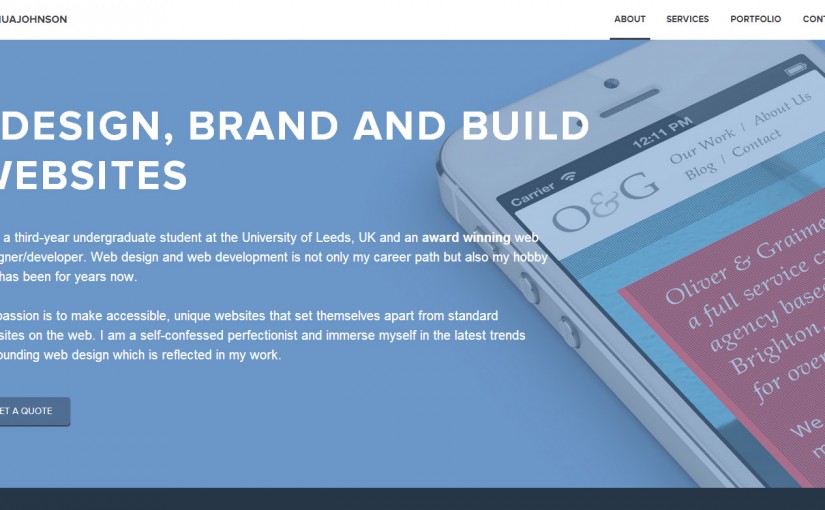 HUAJOHNSON
ABOUT SERVICES PORTFOLIO CONT
DESIGN, BRAND AND BUILD
WEBSITES
a third-year undergraduate student at the University of Leeds, UK and an award winning web
igner/developer. Web design and web development is not only my career path but also my hobby
has been for years now.
passion is to make accessible, unique websites that set themselves apart from standard
sites on the web. I am a self-confessed perfectionist and immerse myself in the latest trends
ounding web design which is reflected in my work.
ET A QUOTE
Carrier 12:11 PM
O&G
Our Work / About Us
Blog / Contact
Oliver & Graime
a full service c
agency base
Brighton,
for over
We
m